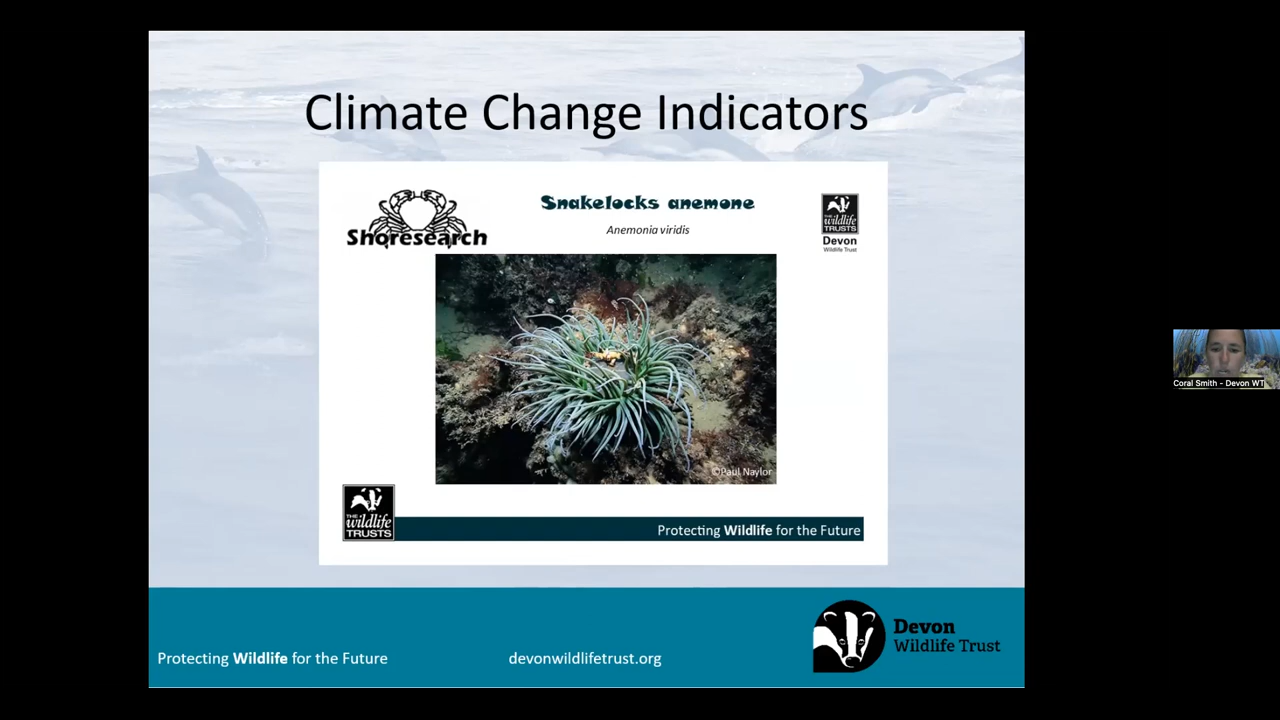 Climate Change Indicators
Shoresearch
Snakelocks anemone
Anemonia viridis
THE
wildlife
TRUSTS
Devon
Wildlife Trust
©Paul Naylor
THE
wildlife
TRUSTS
Protecting Wildlife for the Future
Coral Smith - Devon WT
Devon
Wildlife Trust
Protecting Wildlife for the Future
devonwildlifetrust.org